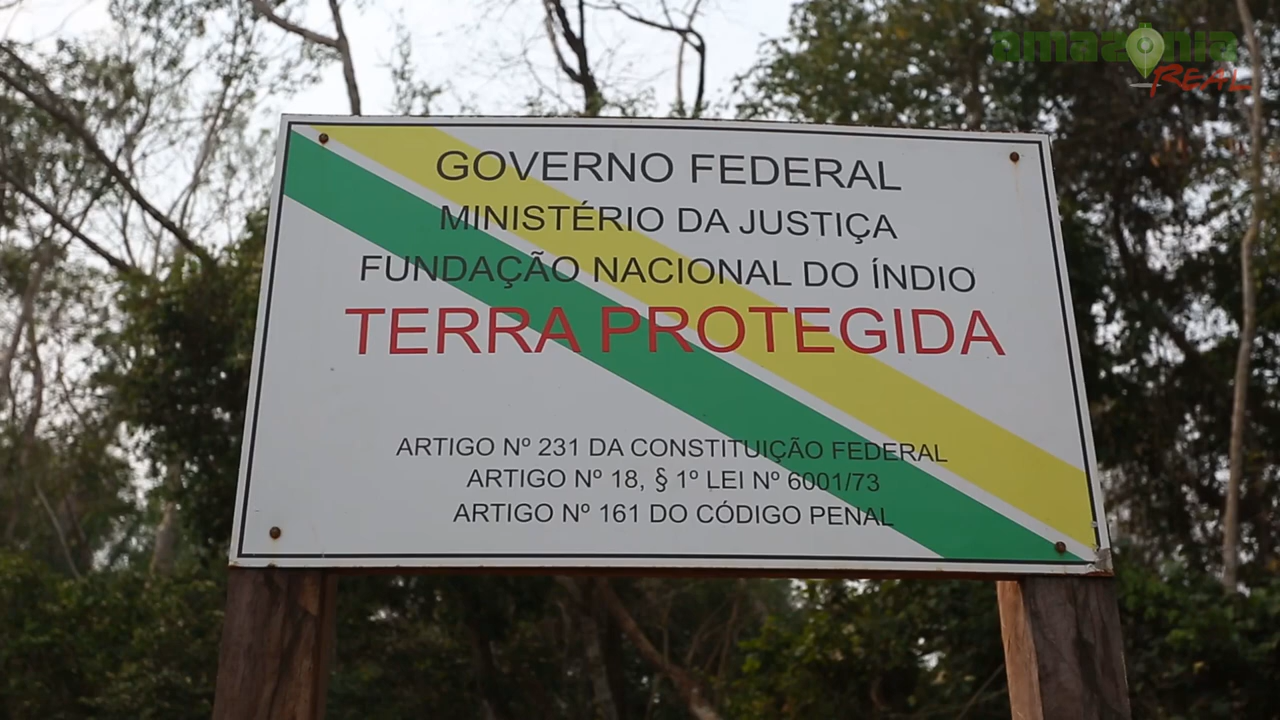 amazônia
REAL
GOVERNO FEDERAL
MINISTÉRIO DA JUSTIÇA
FUNDAÇÃO NACIONAL DO ÍNDIO
TERRA PROTEGIDA
ARTIGO Nº 231 DA CONSTITUIÇÃO FEDERAL
ARTIGO Nº 18, § 1º LEI Nº 6001/73
ARTIGO Nº 161 DO CÓDIGO PENAL